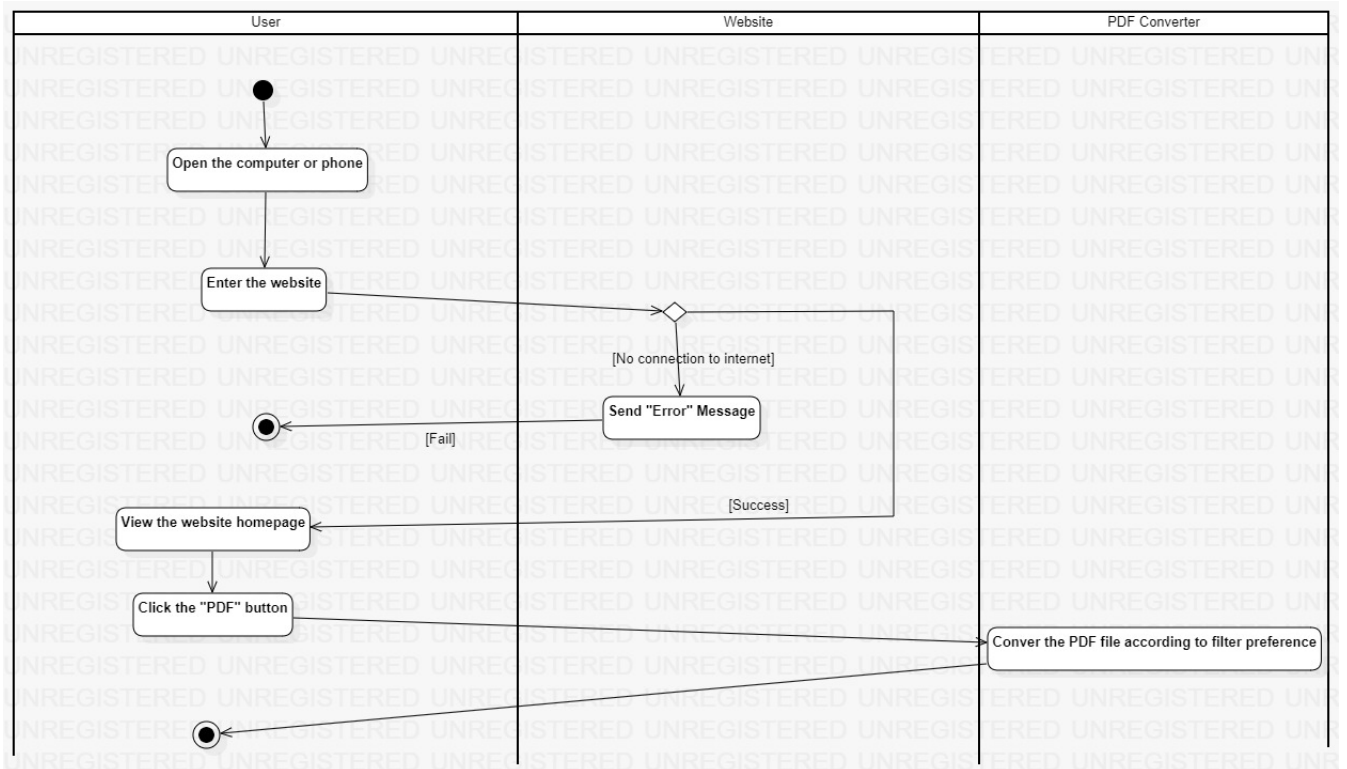 User
Website
PDF Converter
Open the computer or phone
Enter the website
[No connection to internet]
Send "Error" Message
[Fail]
[Success]
View the website homepage
Click the "PDF" button
Conver the PDF file according to filter preference
UNREGISTERED